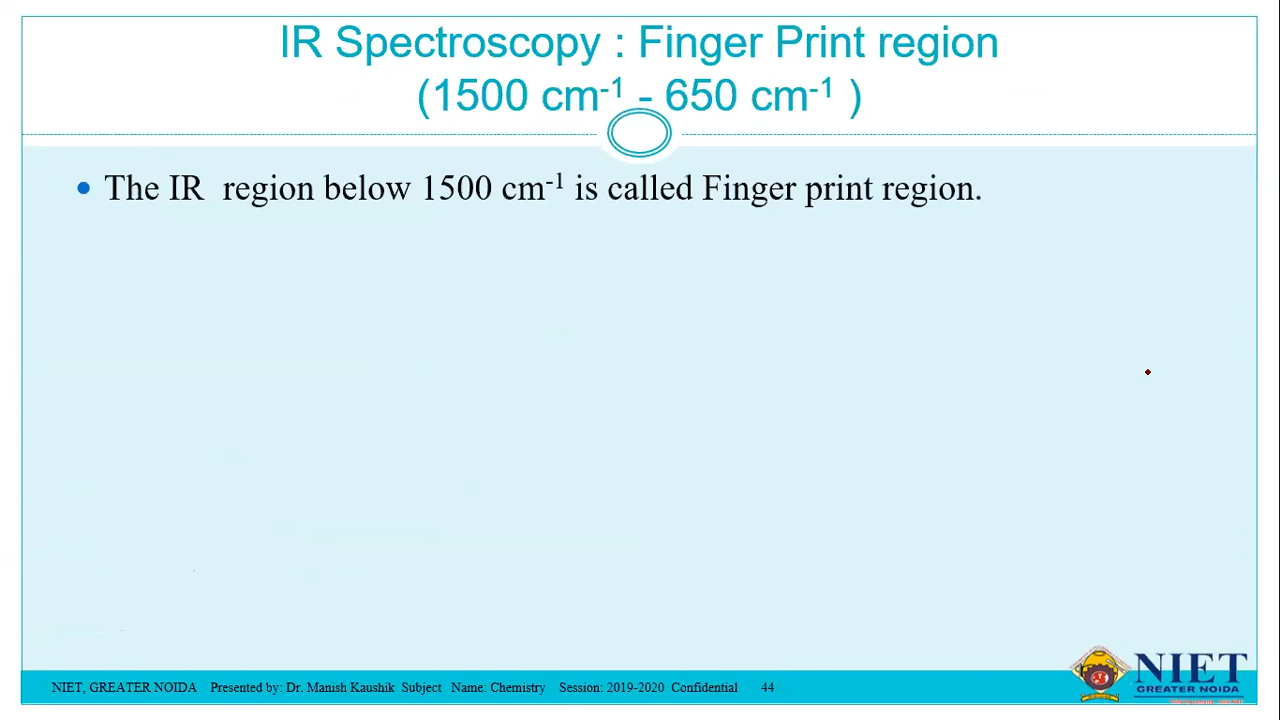 IR Spectroscopy : Finger Print region
(1500 cm-1 - 650 cm-1 )
• The IR region below 1500 cm-1 is called Finger print region.
NIET, GREATER NOIDA Presented by: Dr. Manish Kaushik Subject Name: Chemistry Session: 2019-2020 Confidential 44
NIET
GREATER NOIDA